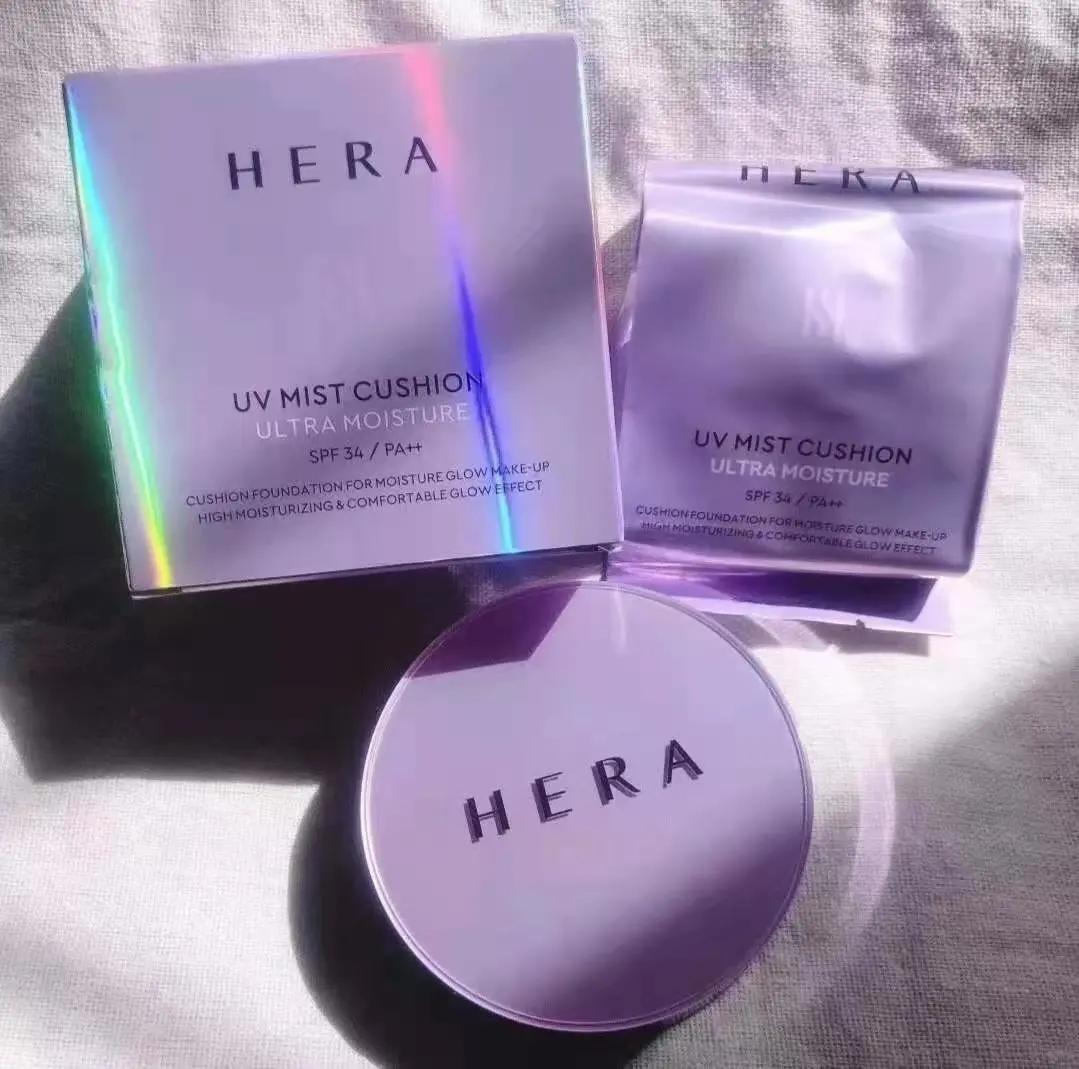 HERA
UV MIST CUSHION
ULTRA MOISTURE
SPF 34 / PA++
CUSHION FOUNDATION FOR MOISTURE GLOW MAKE-UP
HIGH MOISTURIZING & COMFORTABLE GLOW EFFECT
HERA
UV MIST CUSHION
ULTRA MOISTURE
SPF 34 / PA++
CUSHION FOUNDATION FOR MOISTURE GLOW MAKE-UP
HIGH MOISTURIZING & COMFORTABLE GLOW EFFECT
HERA